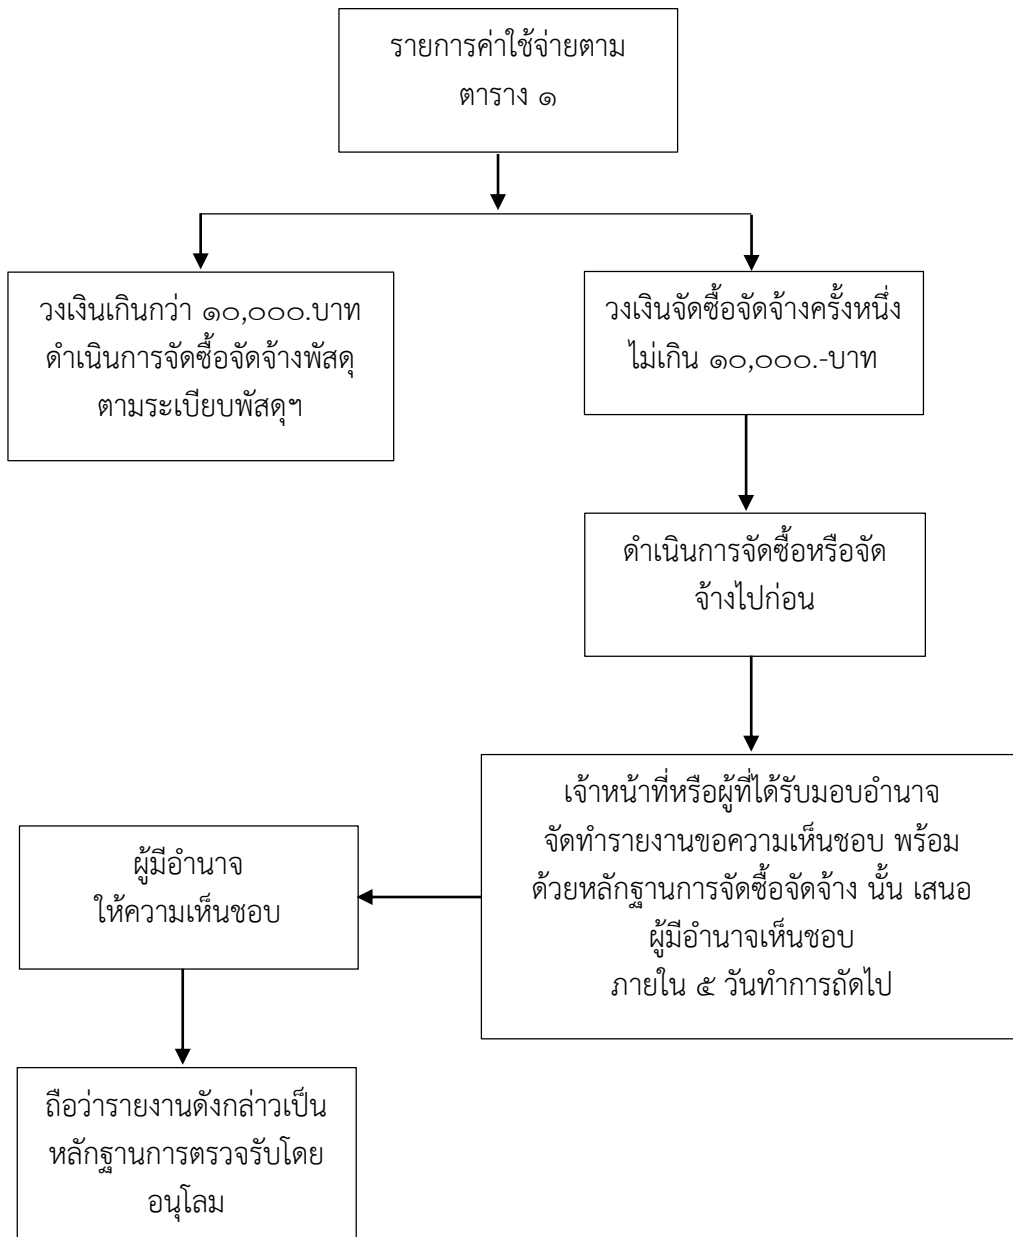 รายการค่าใช้จ่ายตาม
ตาราง ๑
วงเงินเกินกว่า ๑๐,๐๐๐.บาท
ดำเนินการจัดซื้อจัดจ้างพัสดุ
ตามระเบียบพัสดุฯ
วงเงินจัดซื้อจัดจ้างครั้งหนึ่ง
ไม่เกิน ๑๐,๐๐๐.-บาท
ดำเนินการจัดซื้อหรือจัด
จ้างไปก่อน
เจ้าหน้าที่หรือผู้ที่ได้รับมอบอำนาจ
จัดทำรายงานขอความเห็นชอบ พร้อม
ด้วยหลักฐานการจัดซื้อจัดจ้าง นั้น เสนอ
ผู้มีอำนาจเห็นชอบ
ภายใน ๕ วันทำการถัดไป
ผู้มีอำนาจ
ให้ความเห็นชอบ
ถือว่ารายงานดังกล่าวเป็น
หลักฐานการตรวจรับโดย
อนุโลม